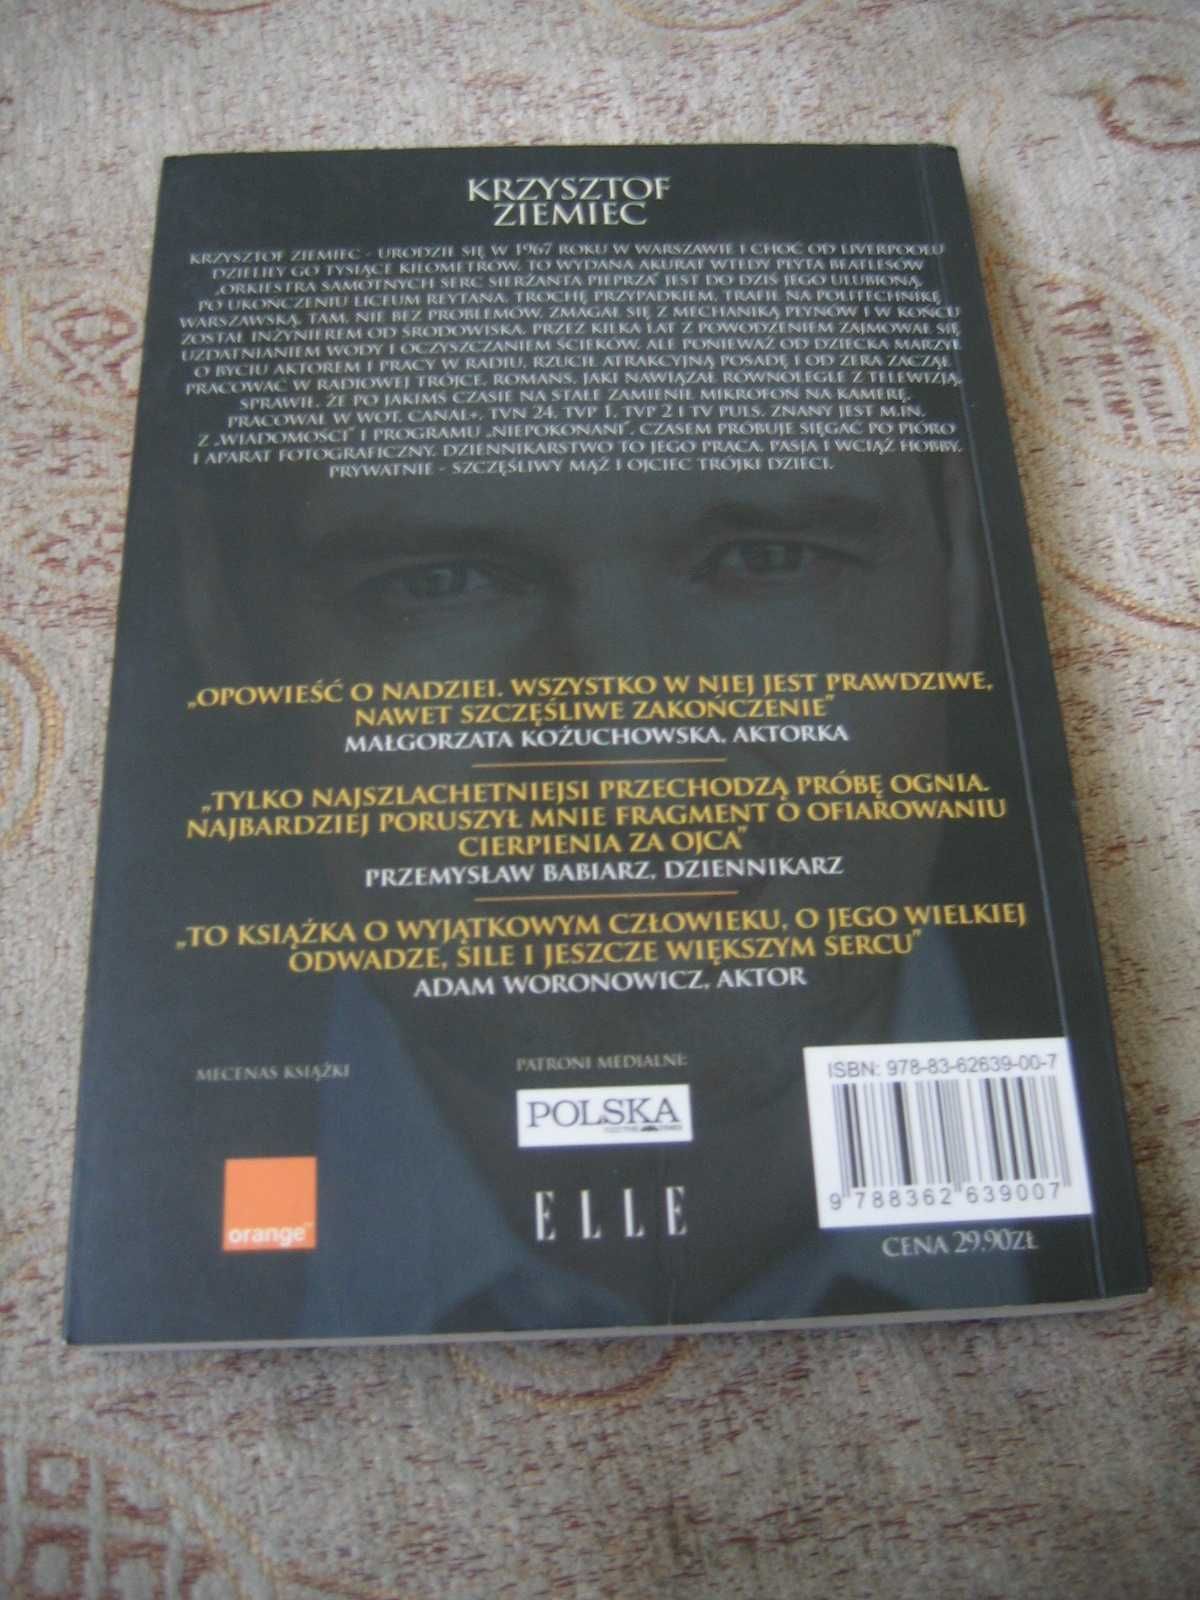 KRZYSZTOF
ZIEMIEC
KRZYSZTOF ZIEMIEC - URODZIŁ SIĘ W 1967 ROKU W WARSZAWIE I CHOĆ OD LIVERPOOLU
DZIELIŁY GO TYSIĄCE KILOMETRÓW, TO WYDANA AKURAT WTEDY PŁYTA BEATLESÓW
„ORKIESTRA SAMOTNYCH SERC SIERŻANTA PIEPRZA" JEST DO DZIŚ JEGO ULUBIONĄ.
PO UKOŃCZENIU LICEUM REYTANA, TROCHĘ PRZYPADKIEM, TRAFIŁ NA POLITECHNIKĘ
WARSZAWSKĄ. TAM, NIE BEZ PROBLEMÓW, ZMAGAŁ SIĘ Z MECHANIKĄ PŁYNÓW I W KOŃCU
ZOSTAŁ INŻYNIEREM OD ŚRODOWISKA. PRZEZ KILKA LAT Z POWODZENIEM ZAJMOWAŁ SIĘ
UZDATNIANIEM WODY I OCZYSZCZANIEM ŚCIEKÓW. ALE PONIEWAŻ OD DZIECKA MARZYŁ
O BYCIU AKTOREM I PRACY W RADIU, RZUCIŁ ATRAKCYJNĄ POSADĘ I OD ZERA ZACZĄŁ
PRACOWAĆ W RADIOWEJ TRÓJCE. ROMANS, JAKI NAWIĄZAŁ RÓWNOLEGLE Z TELEWIZJĄ,
SPRAWIŁ, ŻE PO JAKIMŚ CZASIE NA STAŁE ZAMIENIŁ MIKROFON NA KAMERĘ.
PRACOWAŁ W WOT, CANAL+, TVN 24, TVP 1, TVP 2 I TV PULS. ZNANY JEST M.IN.
Z „WIADOMOŚCI" I PROGRAMU „NIEPOKONANI". CZASEM PRÓBUJE SIĘGAĆ PO PIÓRO
I APARAT FOTOGRAFICZNY. DZIENNIKARSTWO TO JEGO PRACA, PASJA I WCIĄŻ HOBBY.
PRYWATNIE - SZCZĘŚLIWY MĄŻ I OJCIEC TRÓJKI DZIECI.
„OPOWIEŚĆ O NADZIEI. WSZYSTKO W NIEJ JEST PRAWDZIWE,
NAWET SZCZĘŚLIWE ZAKOŃCZENIE"
MAŁGORZATA KOŻUCHOWSKA, AKTORKA
„TYLKO NAJSZLACHETNIEJSI PRZECHODZĄ PRÓBĘ OGNIA.
NAJBARDZIEJ PORUSZYŁ MNIE FRAGMENT O OFIAROWANIU
CIERPIENIA ZA OJCA"
PRZEMYSŁAW BABIARZ, DZIENNIKARZ
„TO KSIĄŻKA O WYJĄTKOWYM CZŁOWIEKU, O JEGO WIELKIEJ
ODWADZE, SILE I JESZCZE WIĘKSZYM SERCU"
ADAM WORONOWICZ, AKTOR
MECENAS KSIĄŻKI
orange™
PATRONI MEDIALNI:
POLSKA
ELLE
ISBN: 978-83-62639-00-7
9 788362 639007
CENA 29.90ZŁ